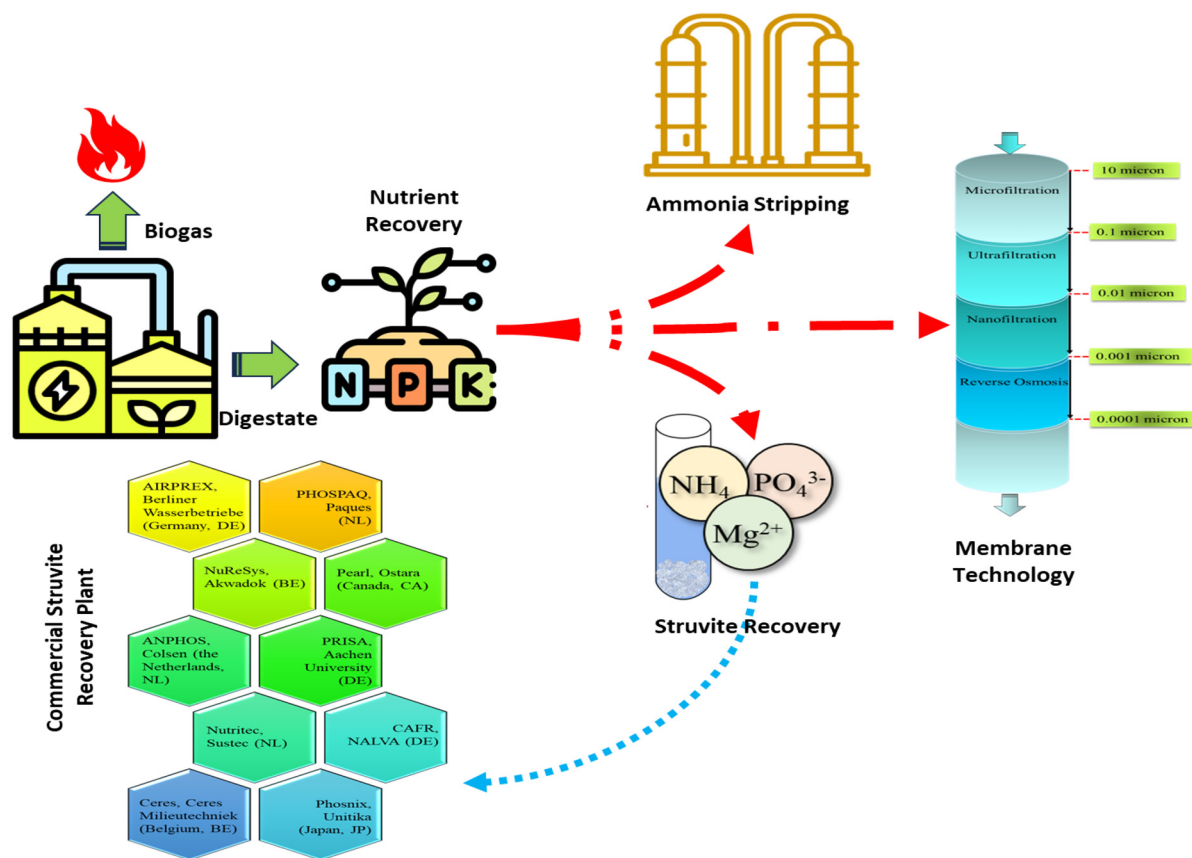 Biogas
Digestate
Nutrient
Recovery
N P K
Ammonia Stripping
Microfiltration
Ultrafiltration
Nanofiltration
Reverse Osmosis
10 micron
0.1 micron
0.01 micron
0.001 micron
0.0001 micron
Membrane
Technology
NH₄
PO₄³⁻
Mg²⁺
Struvite Recovery
Commercial Struvite
Recovery Plant
AIRPREX,
Berliner
Wasserbetriebe
(Germany, DE)
PHOSPAQ,
Paques
(NL)
NuReSys,
Akwadok (BE)
Pearl, Ostara
(Canada, CA)
ANPHOS,
Colsen (the
Netherlands,
NL)
PRISA,
Aachen
University
(DE)
Nutritec,
Sustec (NL)
CAFR,
NALVA (DE)
Ceres, Ceres
Milieutechniek
(Belgium, BE)
Phosnix,
Unitika
(Japan, JP)